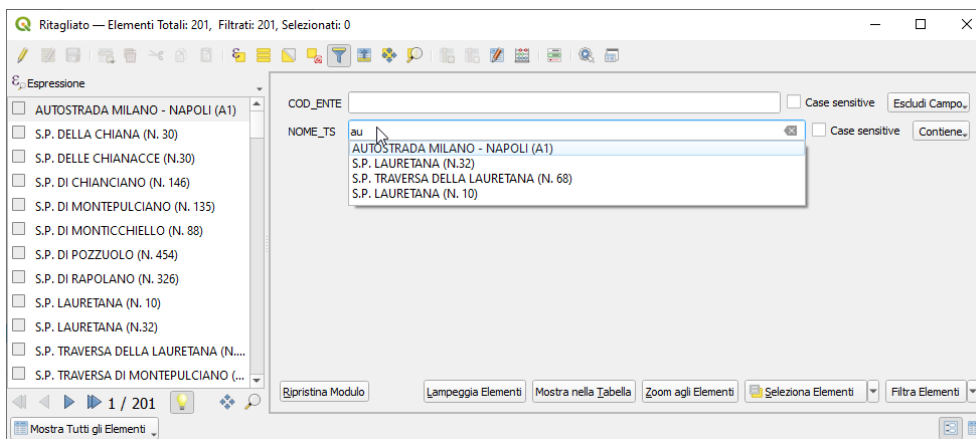 Ritagliato — Elementi Totali: 201, Filtrati: 201, Selezionati: 0
Espressione
AUTOSTRADA MILANO - NAPOLI (A1)
S.P. DELLA CHIANA (N. 30)
S.P. DELLE CHIANACCE (N.30)
S.P. DI CHIANCIANO (N. 146)
S.P. DI MONTEPULCIANO (N. 135)
S.P. DI MONTICCHIELLO (N. 88)
S.P. DI POZZUOLO (N. 454)
S.P. DI RAPOLANO (N. 326)
S.P. LAURETANA (N. 10)
S.P. LAURETANA (N.32)
S.P. TRAVERSA DELLA LAURETANA (N....
S.P. TRAVERSA DI MONTEPULCIANO (...
1 / 201
Mostra Tutti gli Elementi
COD_ENTE Case sensitive Escludi Campo
NOME_TS au Case sensitive Contiene
AUTOSTRADA MILANO - NAPOLI (A1)
S.P. LAURETANA (N.32)
S.P. TRAVERSA DELLA LAURETANA (N. 68)
S.P. LAURETANA (N. 10)
Ripristina Modulo Lampeggia Elementi Mostra nella Tabella Zoom agli Elementi Seleziona Elementi Filtra Elementi